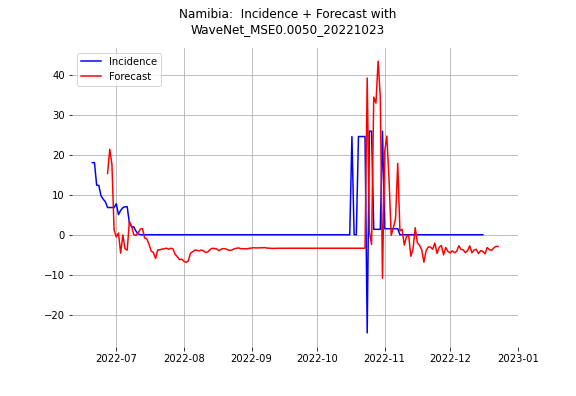 Namibia:  Incidence + Forecast with
WaveNet_MSE0.0050_20221023
Incidence
Forecast
40
30
20
10
0
−10
−20
2022-07 2022-08 2022-09 2022-10 2022-11 2022-12 2023-01